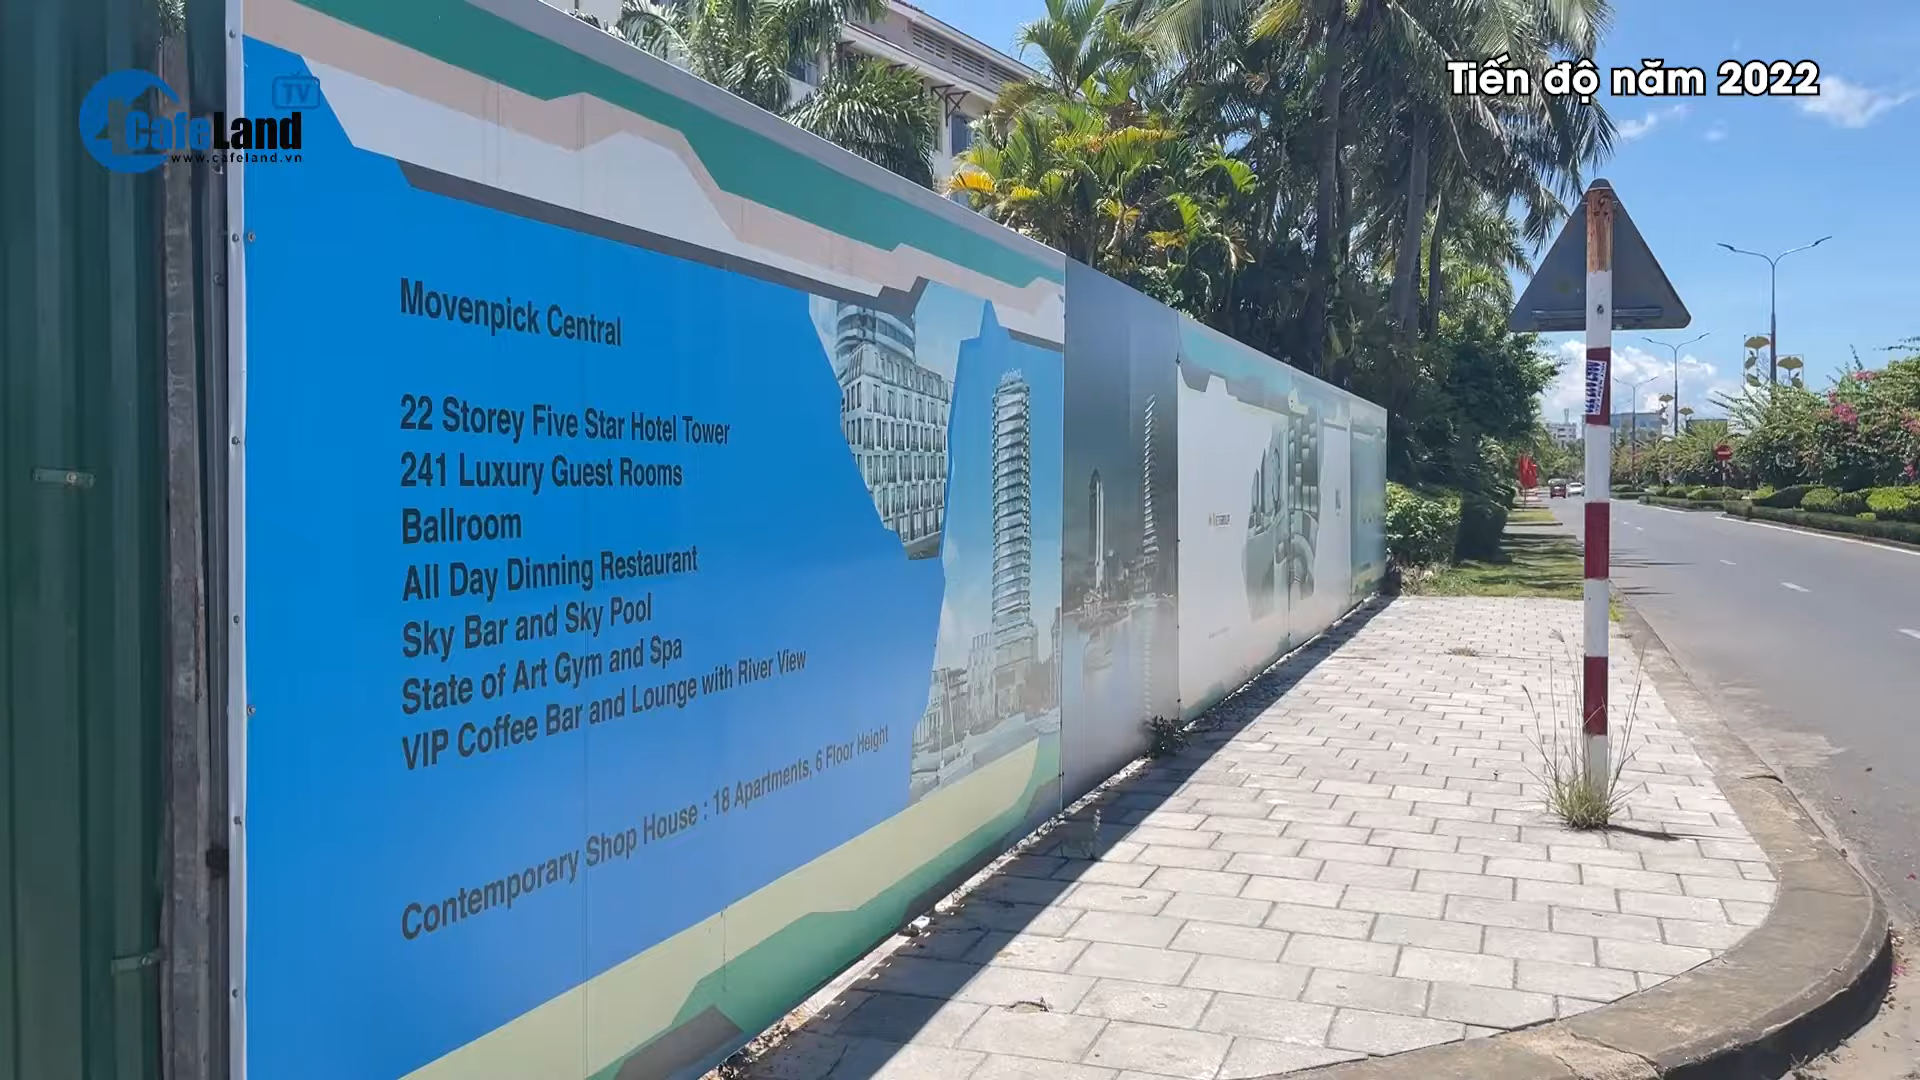 CafeLand
TV
www.cafeland.vn
Tiến độ năm 2022
Movenpick Central
22 Storey Five Star Hotel Tower
241 Luxury Guest Rooms
Ballroom
All Day Dinning Restaurant
Sky Bar and Sky Pool
State of Art Gym and Spa
VIP Coffee Bar and Lounge with River View
Contemporary Shop House : 18 Apartments, 6 Floor Height